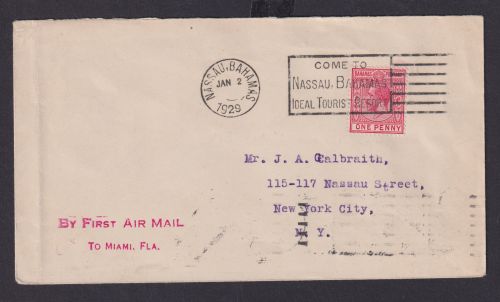 NASSAU, BAHAMAS
JAN 2
1929
COME TO
NASSAU, BAHAMAS
IDEAL TOURIST RESORT
BAHAMAS
ONE PENNY
Mr. J. A. Galbraith,
115-117 Nassau Street,
New York City,
N. Y.
BY FIRST AIR MAIL
TO MIAMI, FLA.